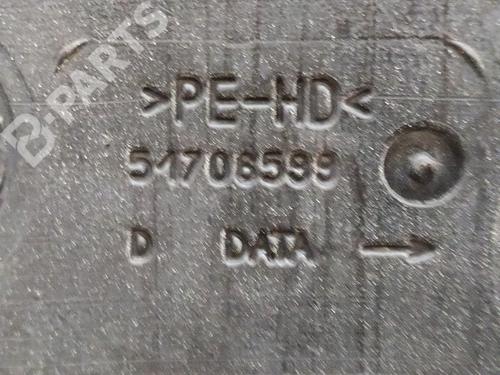 B-PARTS
>PE-HD<
51706599
D DATA →